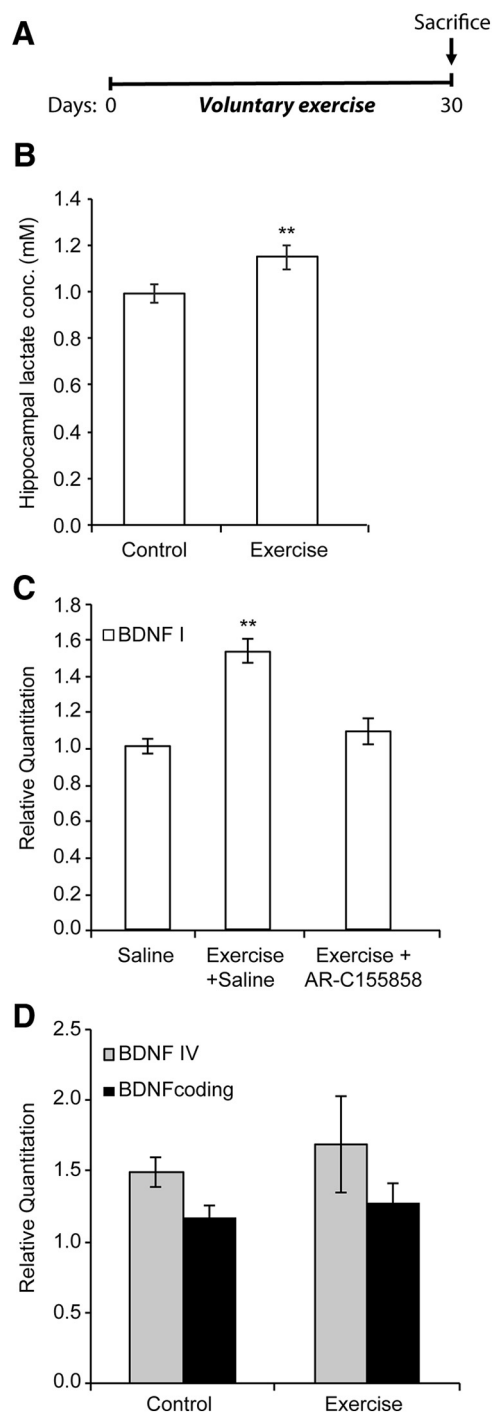 A
Sacrifice
Days: 0 Voluntary exercise 30
B
Hippocampal lactate conc. (mM)
1.4
1.2
1.0
0.8
0.6
0.4
0.2
0.0
**
Control Exercise
C
Relative Quantitation
1.8
1.6
1.4
1.2
1.0
0.8
0.6
0.4
0.2
0.0
BDNF I
**
Saline Exercise Exercise +
+Saline AR-C155858
D
Relative Quantitation
2.5
2.0
1.5
1.0
0.5
0.0
BDNF IV
BDNFcoding
Control Exercise